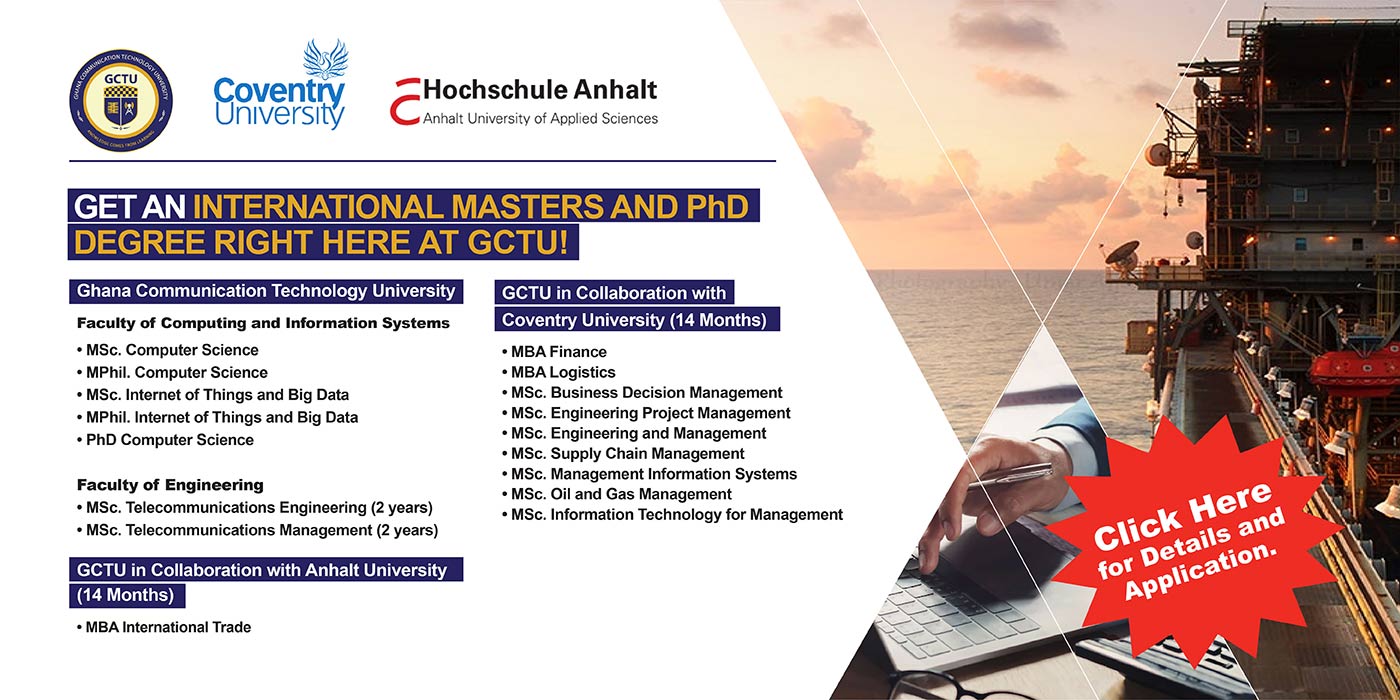 GHANA COMMUNICATION TECHNOLOGY UNIVERSITY
GCTU
KNOWLEDGE COMES FROM LEARNING
Coventry
University
Hochschule Anhalt
Anhalt University of Applied Sciences
GET AN INTERNATIONAL MASTERS AND PhD
DEGREE RIGHT HERE AT GCTU!
Ghana Communication Technology University
Faculty of Computing and Information Systems
• MSc. Computer Science
• MPhil. Computer Science
• MSc. Internet of Things and Big Data
• MPhil. Internet of Things and Big Data
• PhD Computer Science
Faculty of Engineering
• MSc. Telecommunications Engineering (2 years)
• MSc. Telecommunications Management (2 years)
GCTU in Collaboration with Anhalt University
(14 Months)
• MBA International Trade
GCTU in Collaboration with
Coventry University (14 Months)
• MBA Finance
• MBA Logistics
• MSc. Business Decision Management
• MSc. Engineering Project Management
• MSc. Engineering and Management
• MSc. Supply Chain Management
• MSc. Management Information Systems
• MSc. Oil and Gas Management
• MSc. Information Technology for Management
Click Here
for Details and
Application.